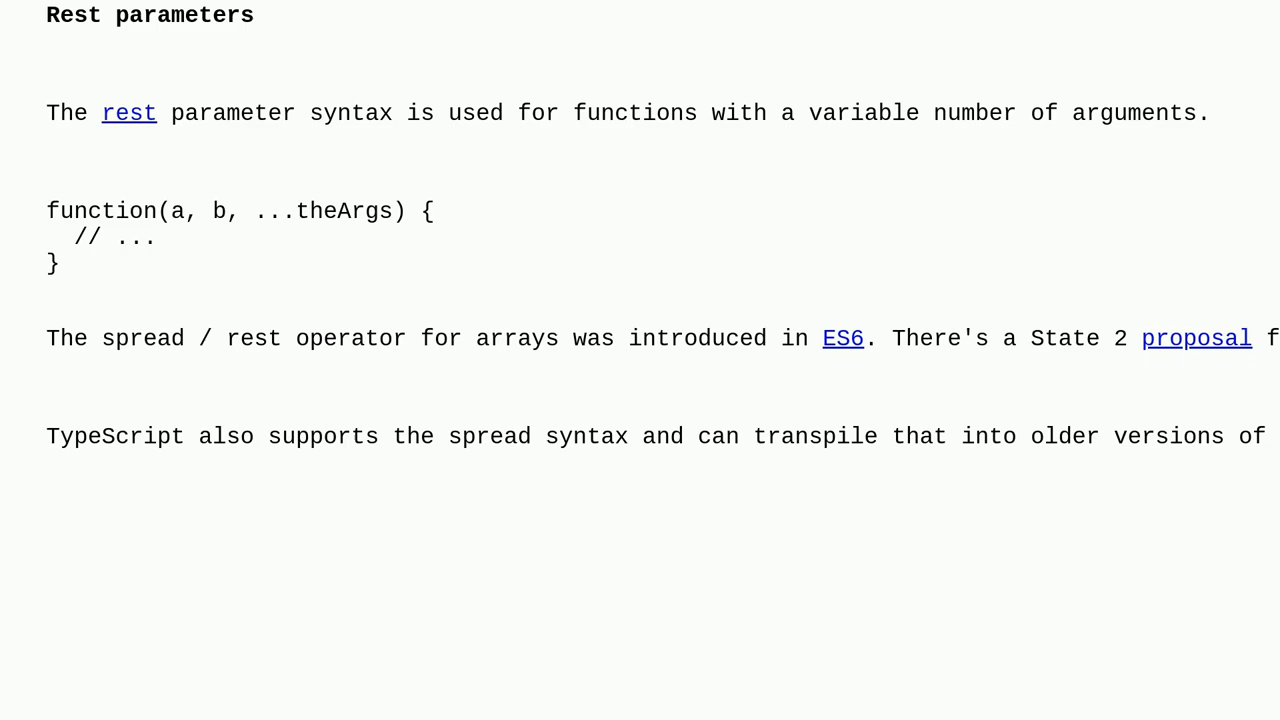 Rest parameters
The rest parameter syntax is used for functions with a variable number of arguments.
function(a, b, ...theArgs) {
  // ...
}
The spread / rest operator for arrays was introduced in ES6. There's a State 2 proposal f
TypeScript also supports the spread syntax and can transpile that into older versions of